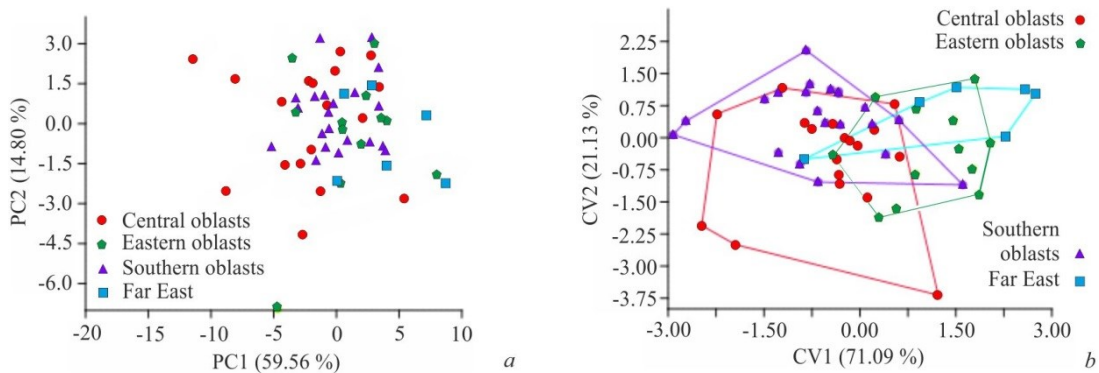 3.0
1.5
0.0
-1.5
-3.0
-4.5
-6.0
PC2 (14.80 %)
Central oblasts
Eastern oblasts
Southern oblasts
Far East
-20
-15
-10
-5
0
5
10
PC1 (59.56 %)
a
Central oblasts
Eastern oblasts
2.25
1.50
0.75
0.00
-0.75
-1.50
-2.25
-3.00
-3.75
CV2 (21.13 %)
Southern
oblasts
Far East
-3.00
-1.50
0.00
1.50
3.00
CV1 (71.09 %)
b